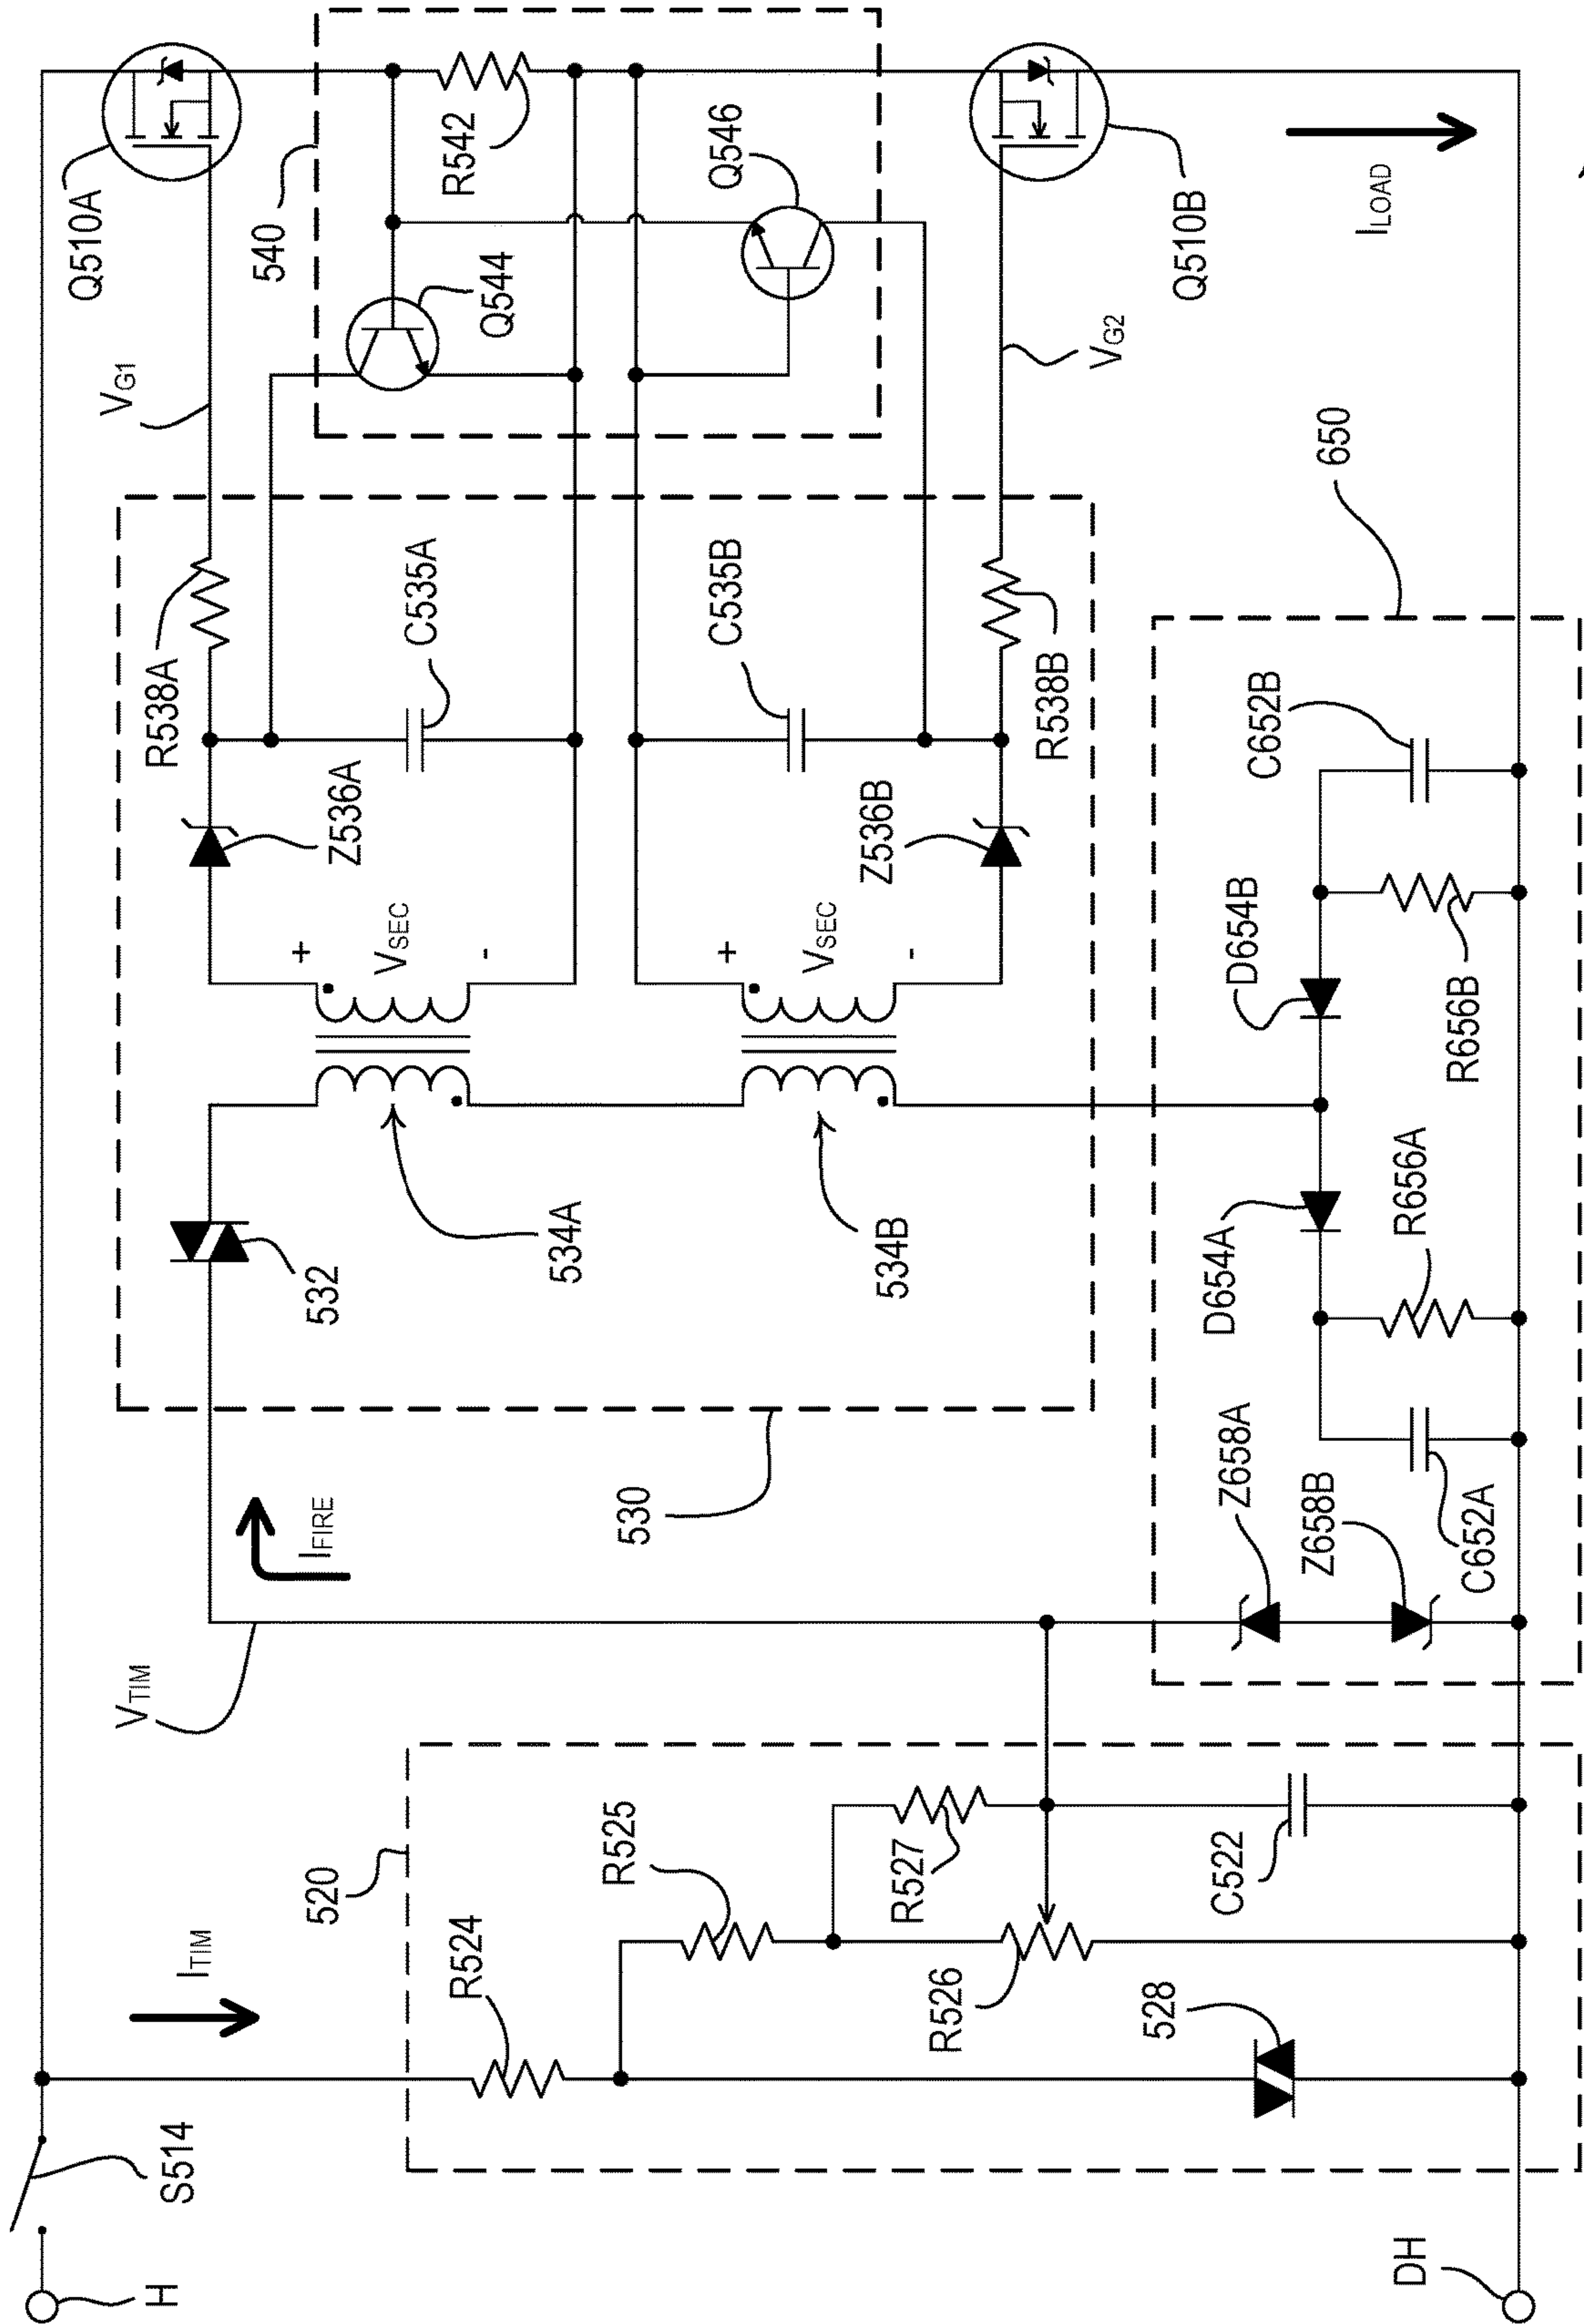 H
S514
ITIM
R524
520
R525
R526
R527
528
C522
DH
VTIM
IFIRE
530
532
534A
534B
+
VSEC
-
+
VSEC
-
Z536A
Z536B
R538A
C535A
C535B
R538B
VG1
Q510A
540
R542
Q544
Q546
VG2
Q510B
ILOAD
650
Z658A
Z658B
C652A
D654A
R656A
D654B
R656B
C652B